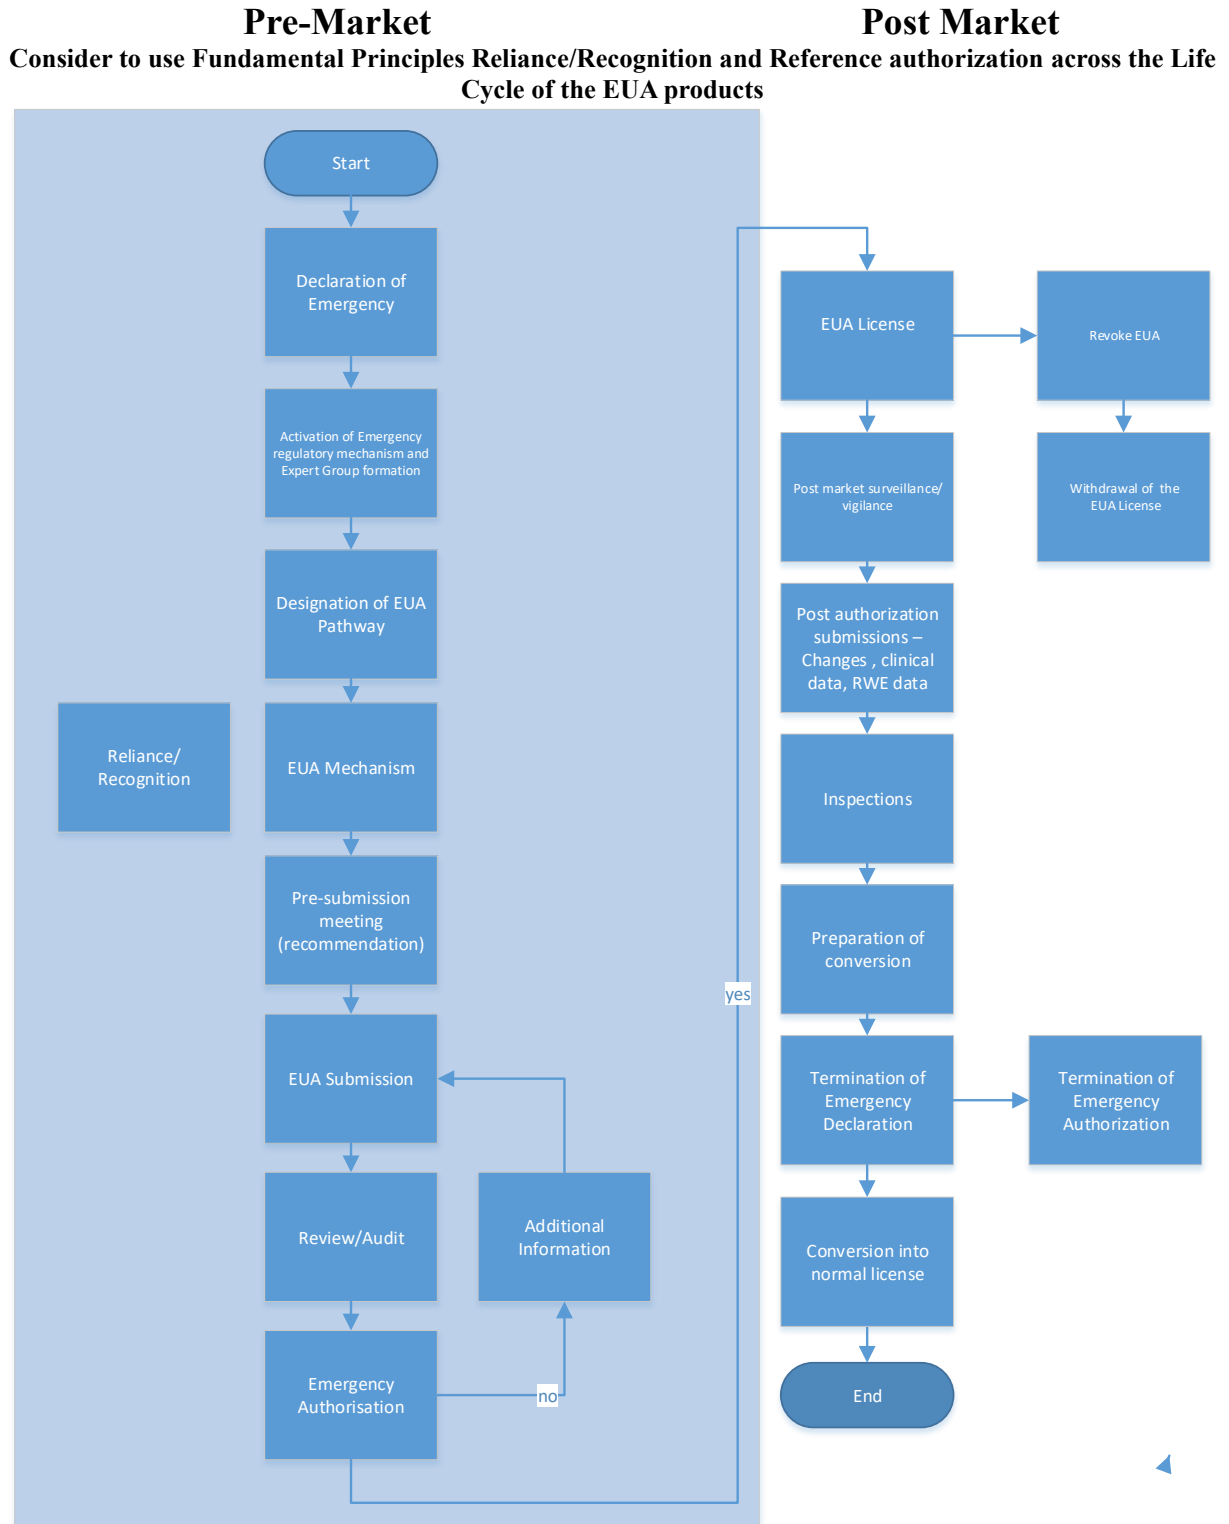 Pre-Market
Post Market
Consider to use Fundamental Principles Reliance/Recognition and Reference authorization across the Life
Cycle of the EUA products
Start
Declaration of
Emergency
Activation of Emergency
regulatory mechanism and
Expert Group formation
Designation of EUA
Pathway
Reliance/
Recognition
EUA Mechanism
Pre-submission
meeting
(recommendation)
EUA Submission
Review/Audit
Additional
Information
Emergency
Authorisation
no
yes
EUA License
Revoke EUA
Post market surveillance/
vigilance
Withdrawal of the
EUA License
Post authorization
submissions –
Changes , clinical
data, RWE data
Inspections
Preparation of
conversion
Termination of
Emergency
Declaration
Termination of
Emergency
Authorization
Conversion into
normal license
End